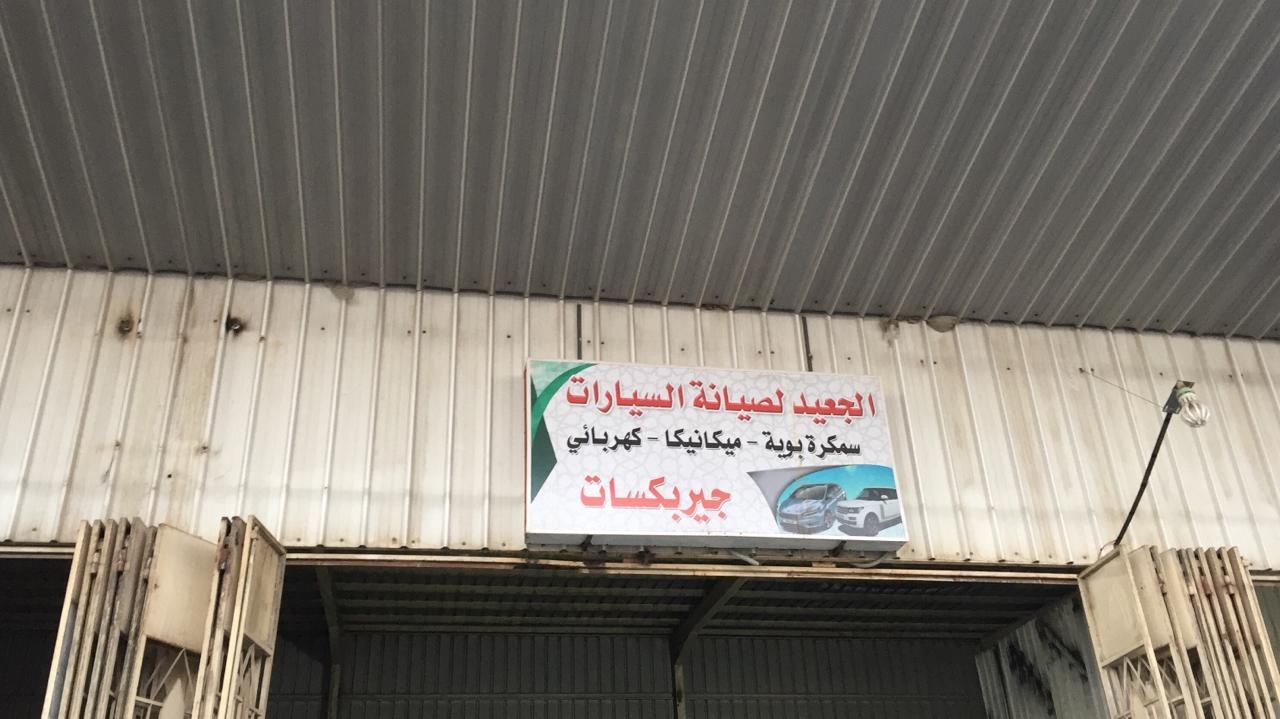 الجعيد لصيانة السيارات
سمكرة بوية - ميكانيكا - كهربائي
جيربكسات